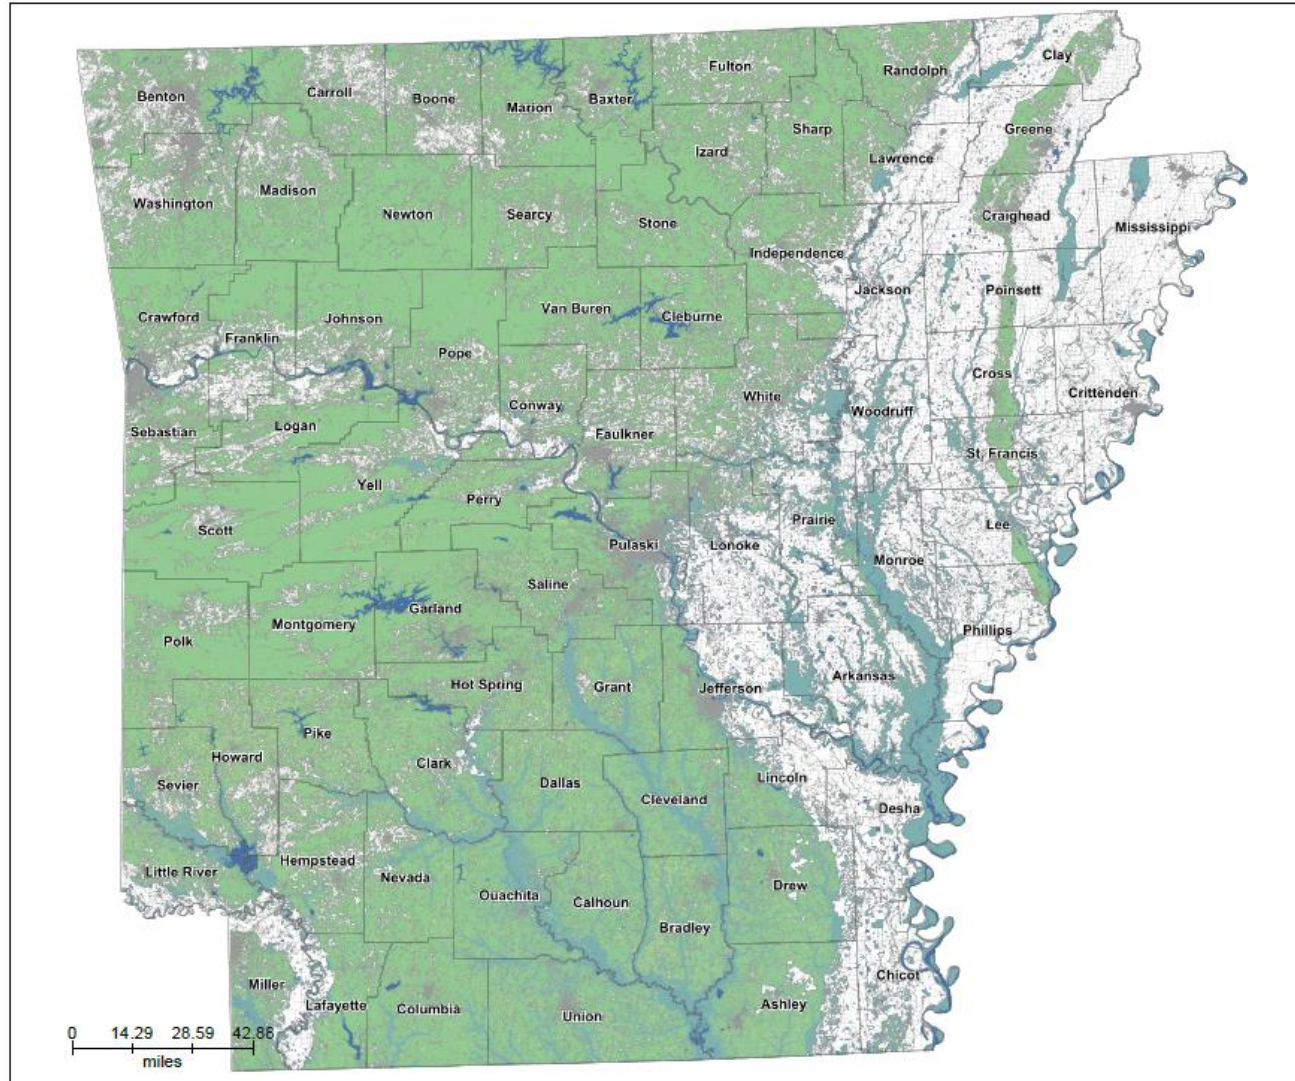 Clay
Fulton
Randolph
Carroll
Benton
Boone
Marion
Baxter
Greene
Sharp
Izard
Lawrence
Madison
Washington
Newton
Searcy
Stone
Craighead
Mississippi
Independence
Jackson
Poinsett
Van Buren
Cleburne
Crawford
Johnson
Franklin
Pope
Cross
Crittenden
White
Conway
Woodruff
Logan
Sebastian
Faulkner
St. Francis
Yell
Perry
Scott
Prairie
Lee
Pulaski
Lonoke
Monroe
Saline
Garland
Montgomery
Polk
Phillips
Arkansas
Hot Spring
Grant
Jefferson
Pike
Howard
Clark
Sevier
Dallas
Lincoln
Cleveland
Desha
Hempstead
Little River
Nevada
Ouachita
Calhoun
Drew
Bradley
Miller
Chicot
Lafayette
Columbia
Union
Ashley
0 14.29 28.59 42.88
miles